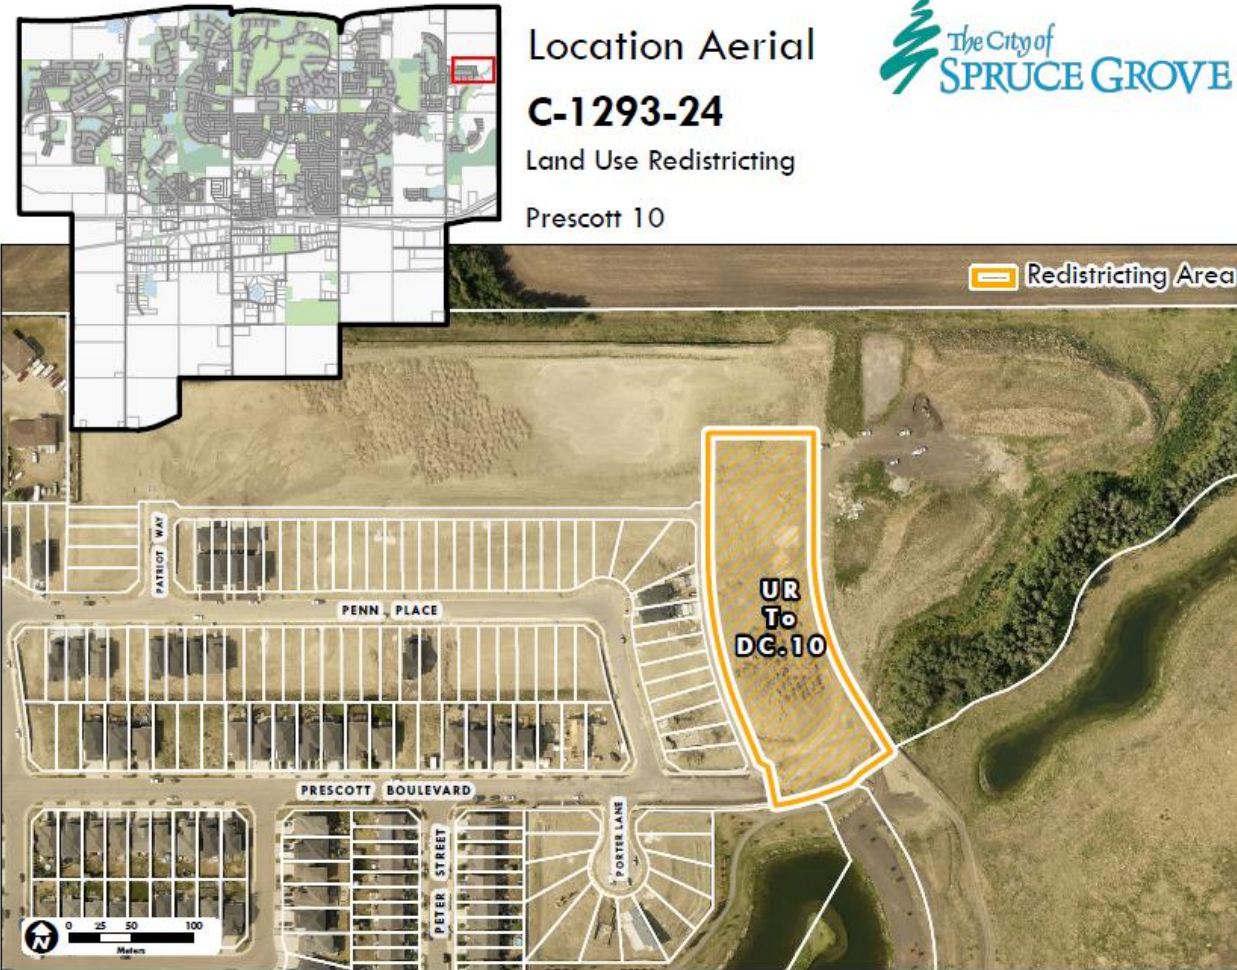 Location Aerial
C-1293-24
Land Use Redistricting
Prescott 10
The City of
SPRUCE GROVE
Redistricting Area
PATRIOT WAY
PENN PLACE
UR
To
DC.10
PRESCOTT BOULEVARD
PETER STREET
PORTER LANE
N
0 25 50 100
Meters